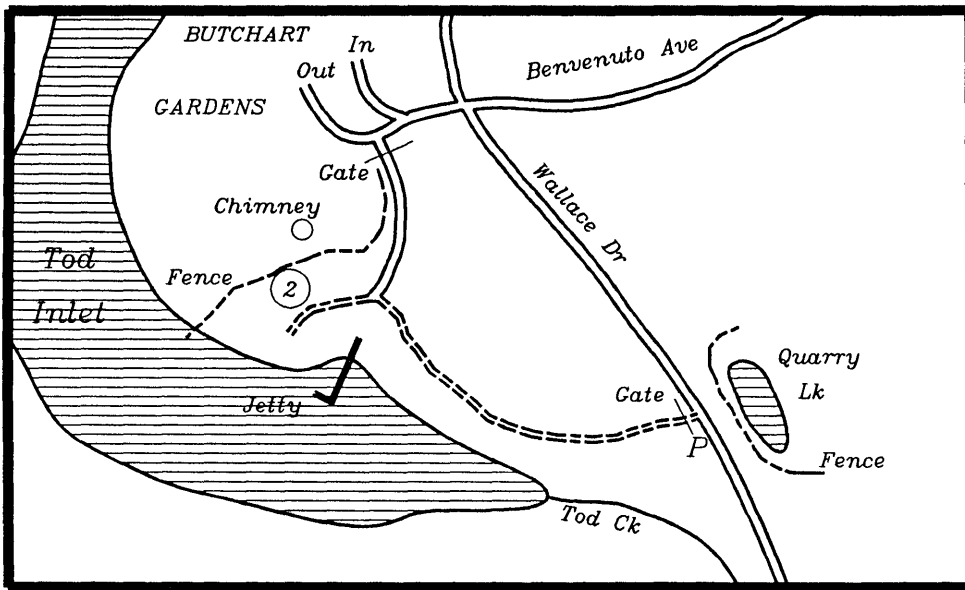 BUTCHART
GARDENS
In
Out
Benvenuto Ave
Gate
Chimney
Wallace Dr
Tod
Inlet
Fence
2
Jetty
Quarry
Lk
Gate
P
Fence
Tod Ck